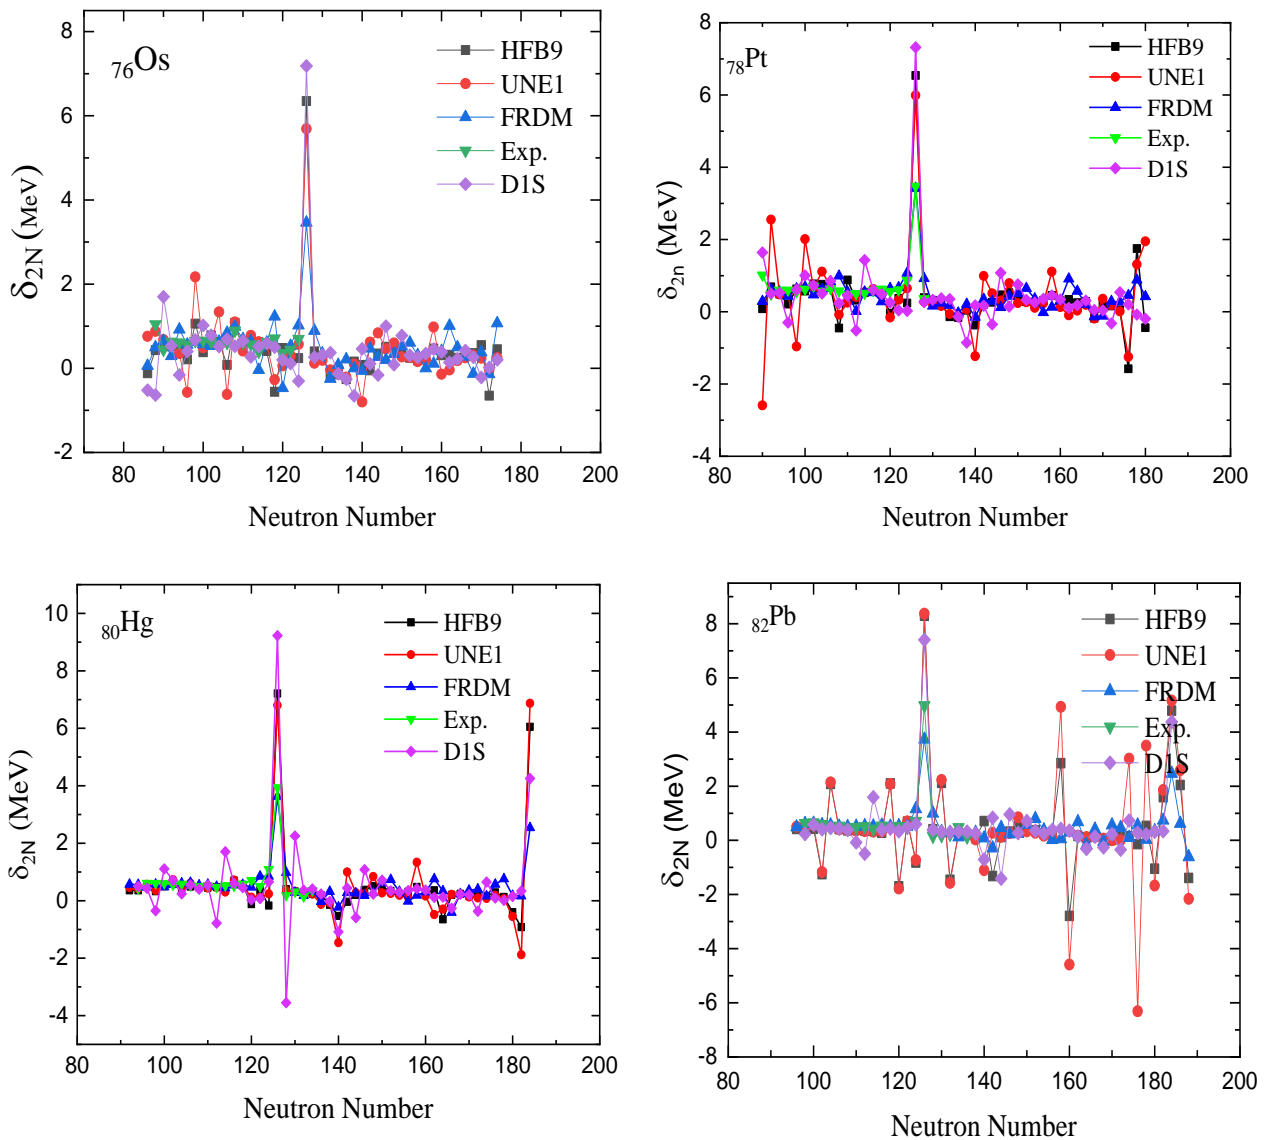 ₇₆Os
HFB9
UNE1
FRDM
Exp.
D1S
8
6
4
2
0
-2
δ₂N (MeV)
80 100 120 140 160 180 200
Neutron Number
₇₈Pt
HFB9
UNE1
FRDM
Exp.
D1S
8
6
4
2
0
-2
-4
δ₂n (MeV)
80 100 120 140 160 180 200
Neutron Number
₈₀Hg
HFB9
UNE1
FRDM
Exp.
D1S
10
8
6
4
2
0
-2
-4
δ₂N (MeV)
80 100 120 140 160 180 200
Neutron Number
₈₂Pb
HFB9
UNE1
FRDM
Exp.
D1S
8
6
4
2
0
-2
-4
-6
-8
δ₂N (MeV)
80 100 120 140 160 180 200
Neutron Number